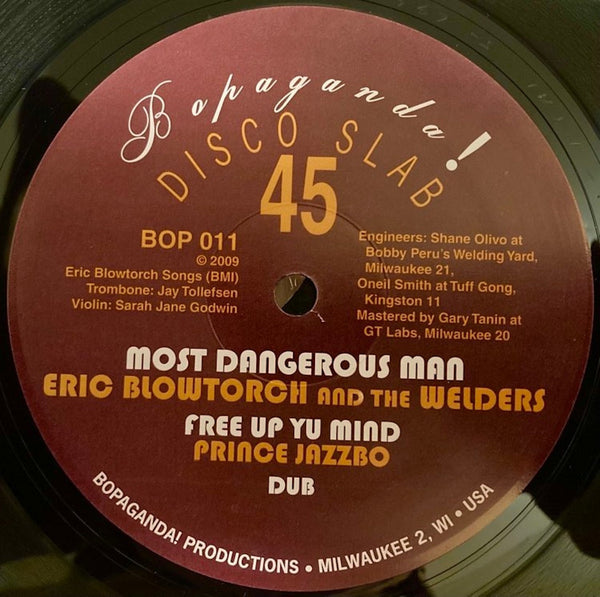 Bopaganda!
DISCO SLAB
45
BOP 011
© 2009
Eric Blowtorch Songs (BMI)
Trombone: Jay Tollefsen
Violin: Sarah Jane Godwin
Engineers: Shane Olivo at
Bobby Peru's Welding Yard,
Milwaukee 21,
Oneil Smith at Tuff Gong,
Kingston 11
Mastered by Gary Tanin at
GT Labs, Milwaukee 20
MOST DANGEROUS MAN
ERIC BLOWTORCH AND THE WELDERS
FREE UP YU MIND
PRINCE JAZZBO
DUB
BOPAGANDA! PRODUCTIONS • MILWAUKEE 2, WI • USA